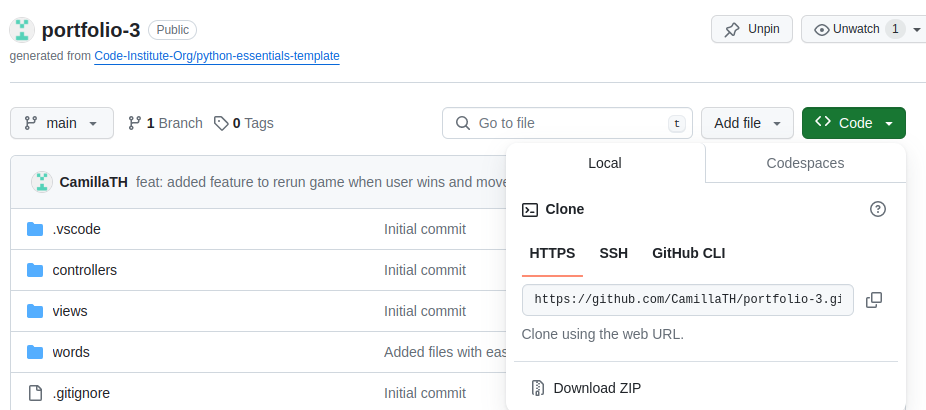 portfolio-3 Public Unpin Unwatch 1
generated from Code-Institute-Org/python-essentials-template
main 1 Branch 0 Tags Go to file t Add file Code
Local Codespaces
CamillaTH feat: added feature to rerun game when user wins and move
Clone
.vscode Initial commit
HTTPS SSH GitHub CLI
controllers Initial commit
https://github.com/CamillaTH/portfolio-3.gi
views Initial commit
Clone using the web URL.
words Added files with eas
Download ZIP
.gitignore Initial commit